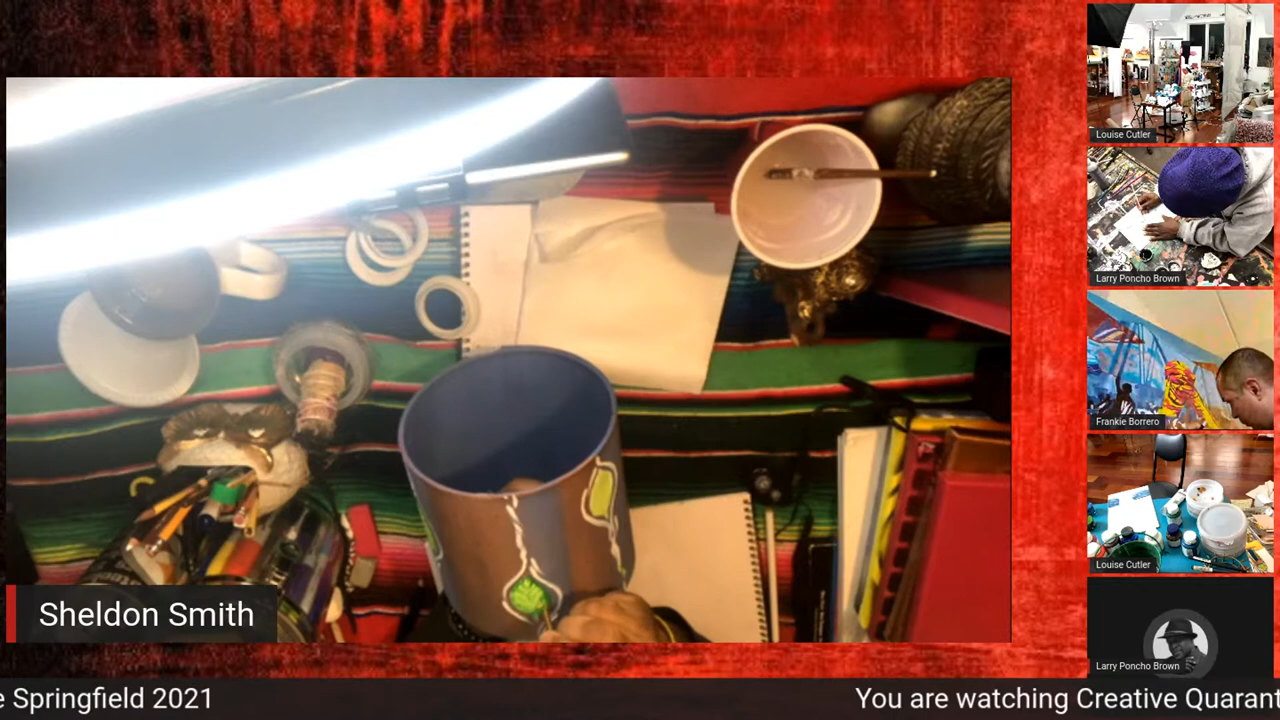 Sheldon Smith
Louise Cutler
Larry Poncho Brown
Frankie Borrero
Louise Cutler
Larry Poncho Brown
e Springfield 2021
You are watching Creative Quarant